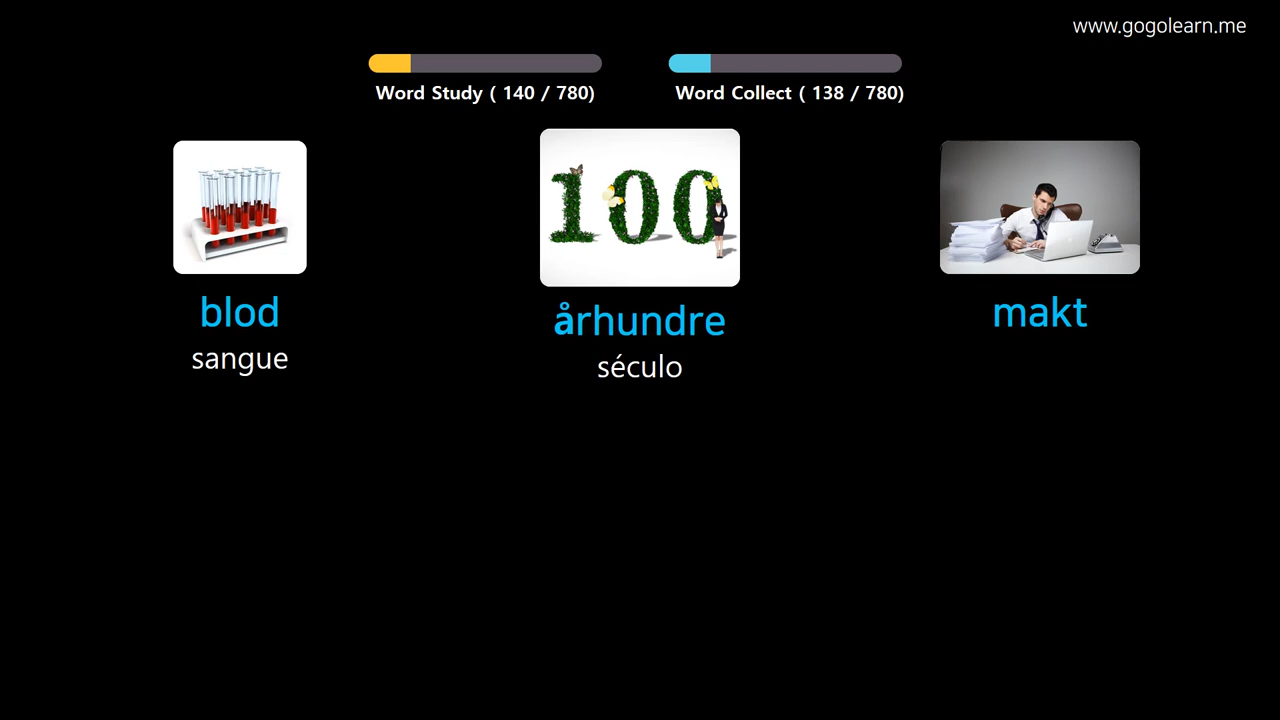 www.gogolearn.me
Word Study ( 140 / 780)
Word Collect ( 138 / 780)
100
blod
sangue
århundre
século
makt